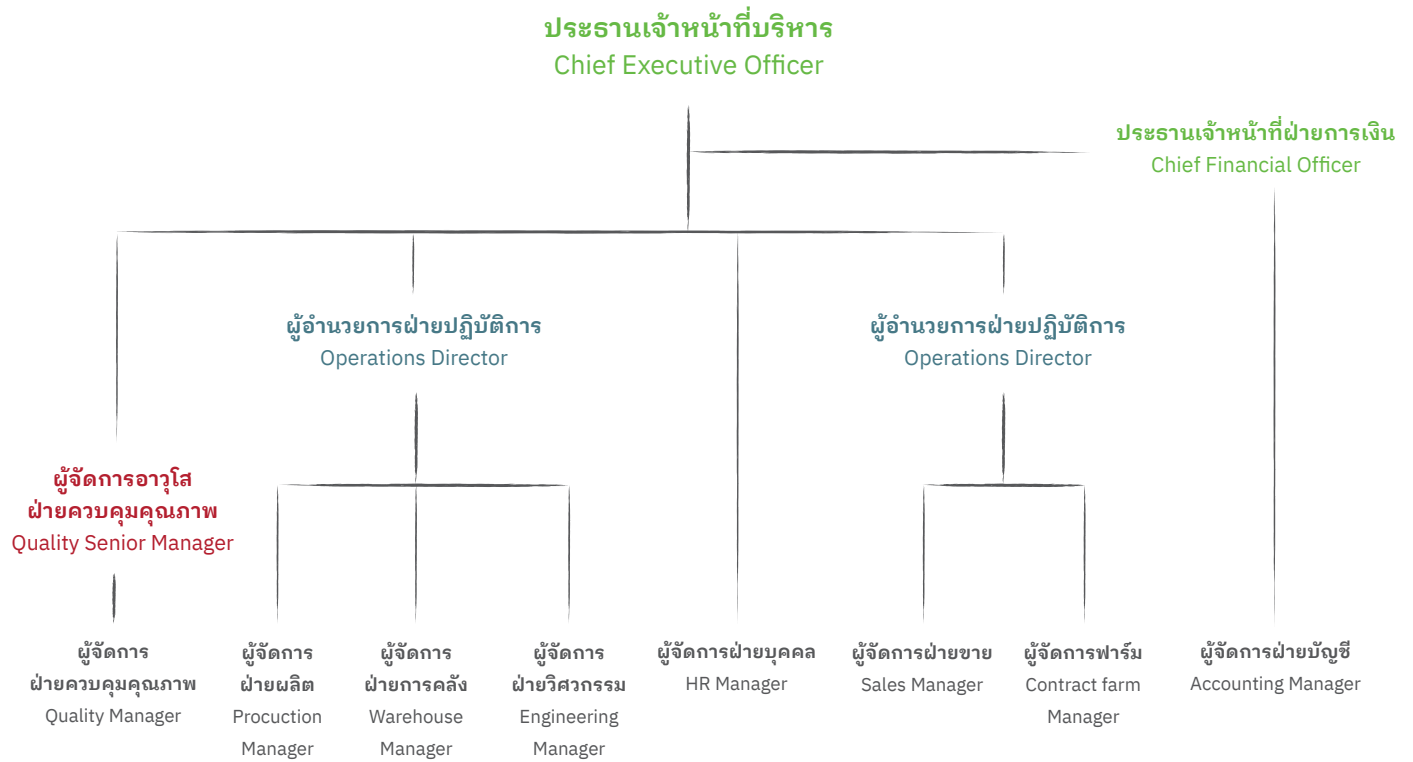 ประธานเจ้าหน้าที่บริหาร
Chief Executive Officer
ประธานเจ้าหน้าที่ฝ่ายการเงิน
Chief Financial Officer
ผู้อำนวยการฝ่ายปฏิบัติการ
Operations Director
ผู้อำนวยการฝ่ายปฏิบัติการ
Operations Director
ผู้จัดการอาวุโส
ฝ่ายควบคุมคุณภาพ
Quality Senior Manager
ผู้จัดการ
ฝ่ายควบคุมคุณภาพ
Quality Manager
ผู้จัดการ
ฝ่ายผลิต
Procuction
Manager
ผู้จัดการ
ฝ่ายการคลัง
Warehouse
Manager
ผู้จัดการ
ฝ่ายวิศวกรรม
Engineering
Manager
ผู้จัดการฝ่ายบุคคล
HR Manager
ผู้จัดการฝ่ายขาย
Sales Manager
ผู้จัดการฟาร์ม
Contract farm
Manager
ผู้จัดการฝ่ายบัญชี
Accounting Manager